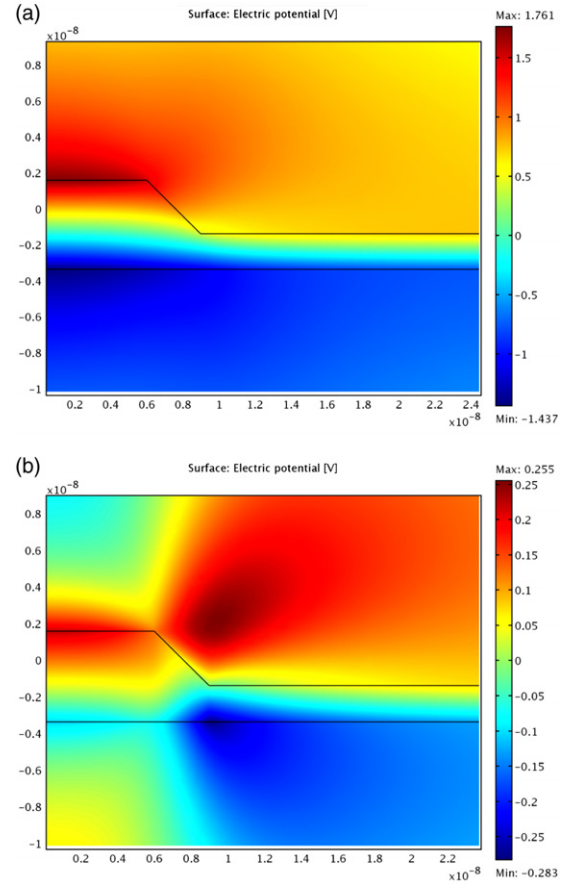 (a)
Surface: Electric potential [V]
Max: 1.761
x10⁻⁸
0.8
0.6
0.4
0.2
0
-0.2
-0.4
-0.6
-0.8
-1
1.5
1
0.5
0
-0.5
-1
0.2 0.4 0.6 0.8 1 1.2 1.4 1.6 1.8 2 2.2 2.4
x10⁻⁸
Min: -1.437
(b)
Surface: Electric potential [V]
Max: 0.255
x10⁻⁸
0.8
0.6
0.4
0.2
0
-0.2
-0.4
-0.6
-0.8
-1
0.25
0.2
0.15
0.1
0.05
0
-0.05
-0.1
-0.15
-0.2
-0.25
0.2 0.4 0.6 0.8 1 1.2 1.4 1.6 1.8 2 2.2
x10⁻⁸
Min: -0.283